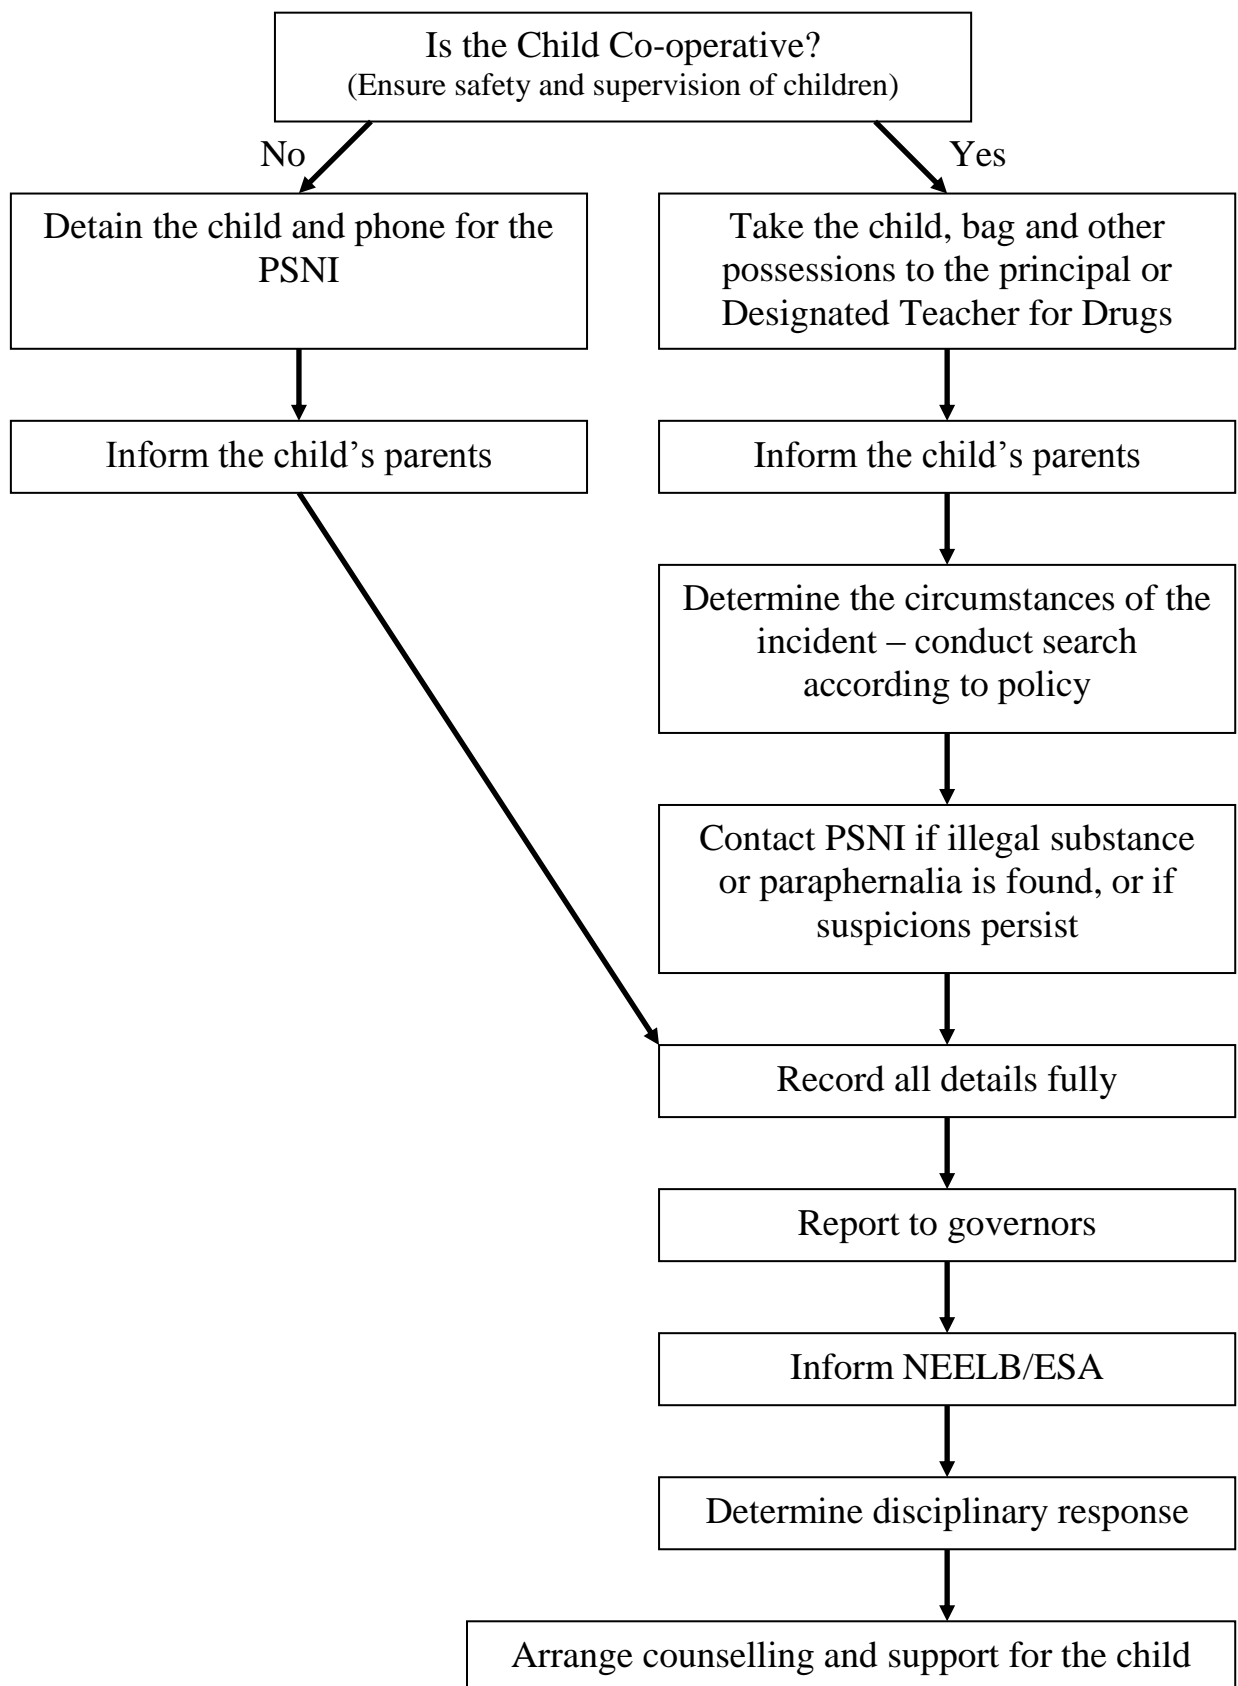 Is the Child Co-operative?
(Ensure safety and supervision of children)
No
Yes
Detain the child and phone for the
PSNI
Take the child, bag and other
possessions to the principal or
Designated Teacher for Drugs
Inform the child’s parents
Inform the child’s parents
Determine the circumstances of the
incident – conduct search
according to policy
Contact PSNI if illegal substance
or paraphernalia is found, or if
suspicions persist
Record all details fully
Report to governors
Inform NEELB/ESA
Determine disciplinary response
Arrange counselling and support for the child